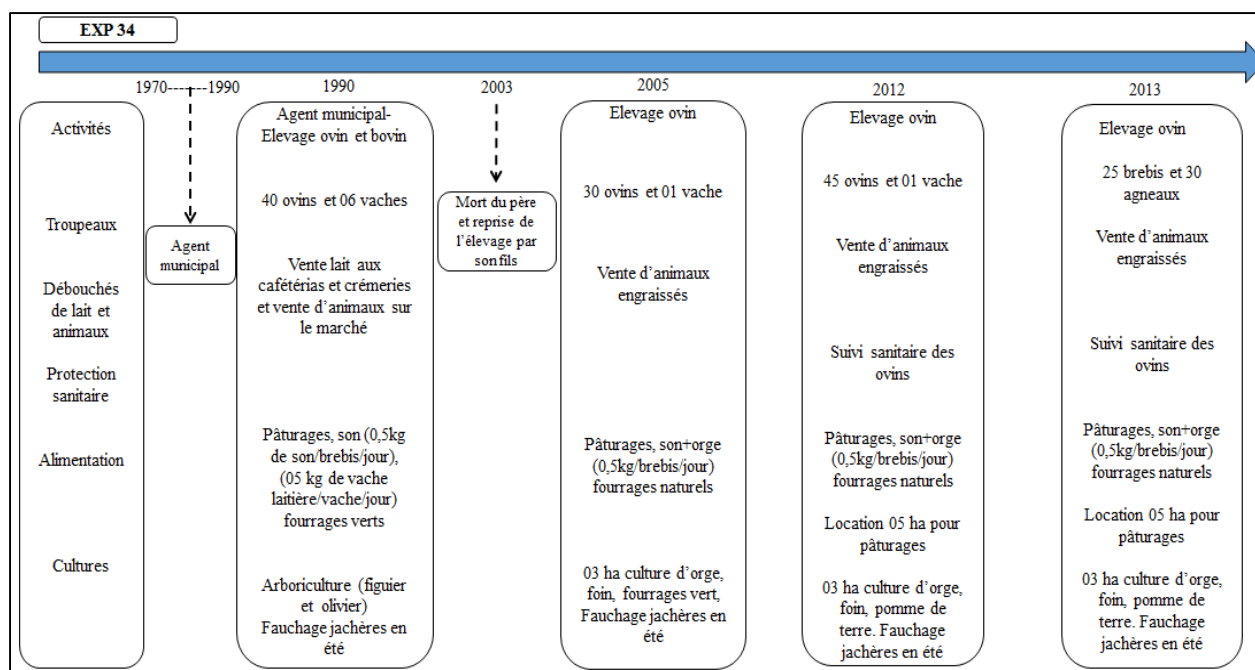 EXP 34
1970-------1990
1990
2003
2005
2012
2013
Activités
Troupeaux
Débouchés
de lait et
animaux
Protection
sanitaire
Alimentation
Cultures
Agent
municipal
Agent municipal-
Elevage ovin et bovin
40 ovins et 06 vaches
Vente lait aux
cafétérias et crémeries
et vente d’animaux sur
le marché
Pâturages, son (0,5kg
de son/brebis/jour),
(05 kg de vache
laitière/vache/jour)
fourrages verts
Arboriculture (figuier
et olivier)
Fauchage jachères en
été
Mort du père
et reprise de
l’élevage par
son fils
Elevage ovin
30 ovins et 01 vache
Vente d’animaux
engraissés
Pâturages, son+orge
(0,5kg/brebis/jour)
fourrages naturels
03 ha culture d’orge,
foin, fourrages vert,
Fauchage jachères en
été
Elevage ovin
45 ovins et 01 vache
Vente d’animaux
engraissés
Suivi sanitaire des
ovins
Pâturages, son+orge
(0,5kg/brebis/jour)
fourrages naturels
Location 05 ha pour
pâturages
03 ha culture d’orge,
foin, pomme de
terre. Fauchage
jachères en été
Elevage ovin
25 brebis et 30
agneaux
Vente d’animaux
engraissés
Suivi sanitaire des
ovins
Pâturages, son+orge
(0,5kg/brebis/jour)
fourrages naturels
Location 05 ha pour
pâturages
03 ha culture d’orge,
foin, pomme de
terre. Fauchage
jachères en été